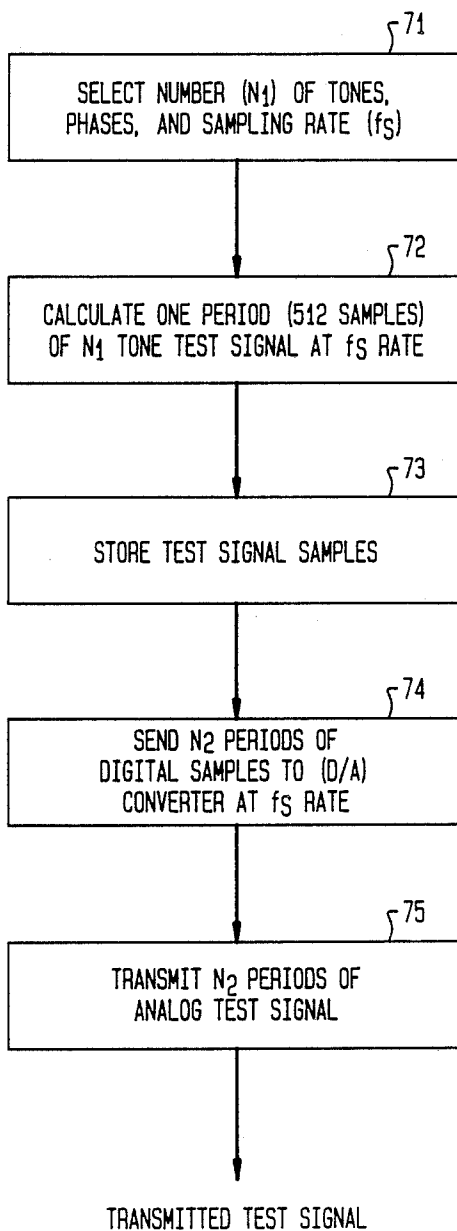 71
SELECT NUMBER (N1) OF TONES,
PHASES, AND SAMPLING RATE (fS)
72
CALCULATE ONE PERIOD (512 SAMPLES)
OF N1 TONE TEST SIGNAL AT fS RATE
73
STORE TEST SIGNAL SAMPLES
74
SEND N2 PERIODS OF
DIGITAL SAMPLES TO (D/A)
CONVERTER AT fS RATE
75
TRANSMIT N2 PERIODS OF
ANALOG TEST SIGNAL
TRANSMITTED TEST SIGNAL